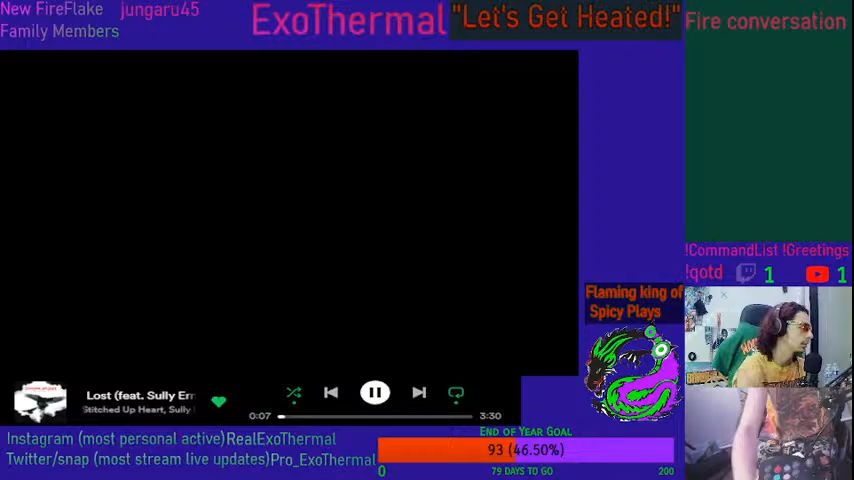 New FireFlake jungaru45
Family Members
ExoThermal "Let's Get Heated!"
Fire conversation
!CommandList !Greetings
!qotd 1 1
Flaming king of
Spicy Plays
Lost (feat. Sully Err
Stitched Up Heart, Sully
0:07 3:30
Instagram (most personal active)RealExoThermal
Twitter/snap (most stream live updates)Pro_ExoThermal
End of Year Goal
93 (46.50%)
0 79 DAYS TO GO 200